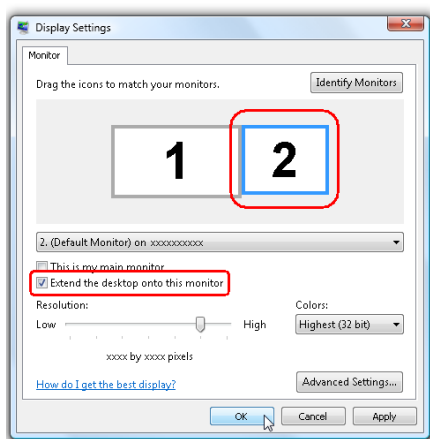 Display Settings
Monitor
Drag the icons to match your monitors.
Identify Monitors
1 2
2. (Default Monitor) on xxxxxxxxxx
This is my main monitor
Extend the desktop onto this monitor
Resolution:
Colors:
Low High
Highest (32 bit)
xxxx by xxxx pixels
How do I get the best display?
Advanced Settings...
OK Cancel Apply